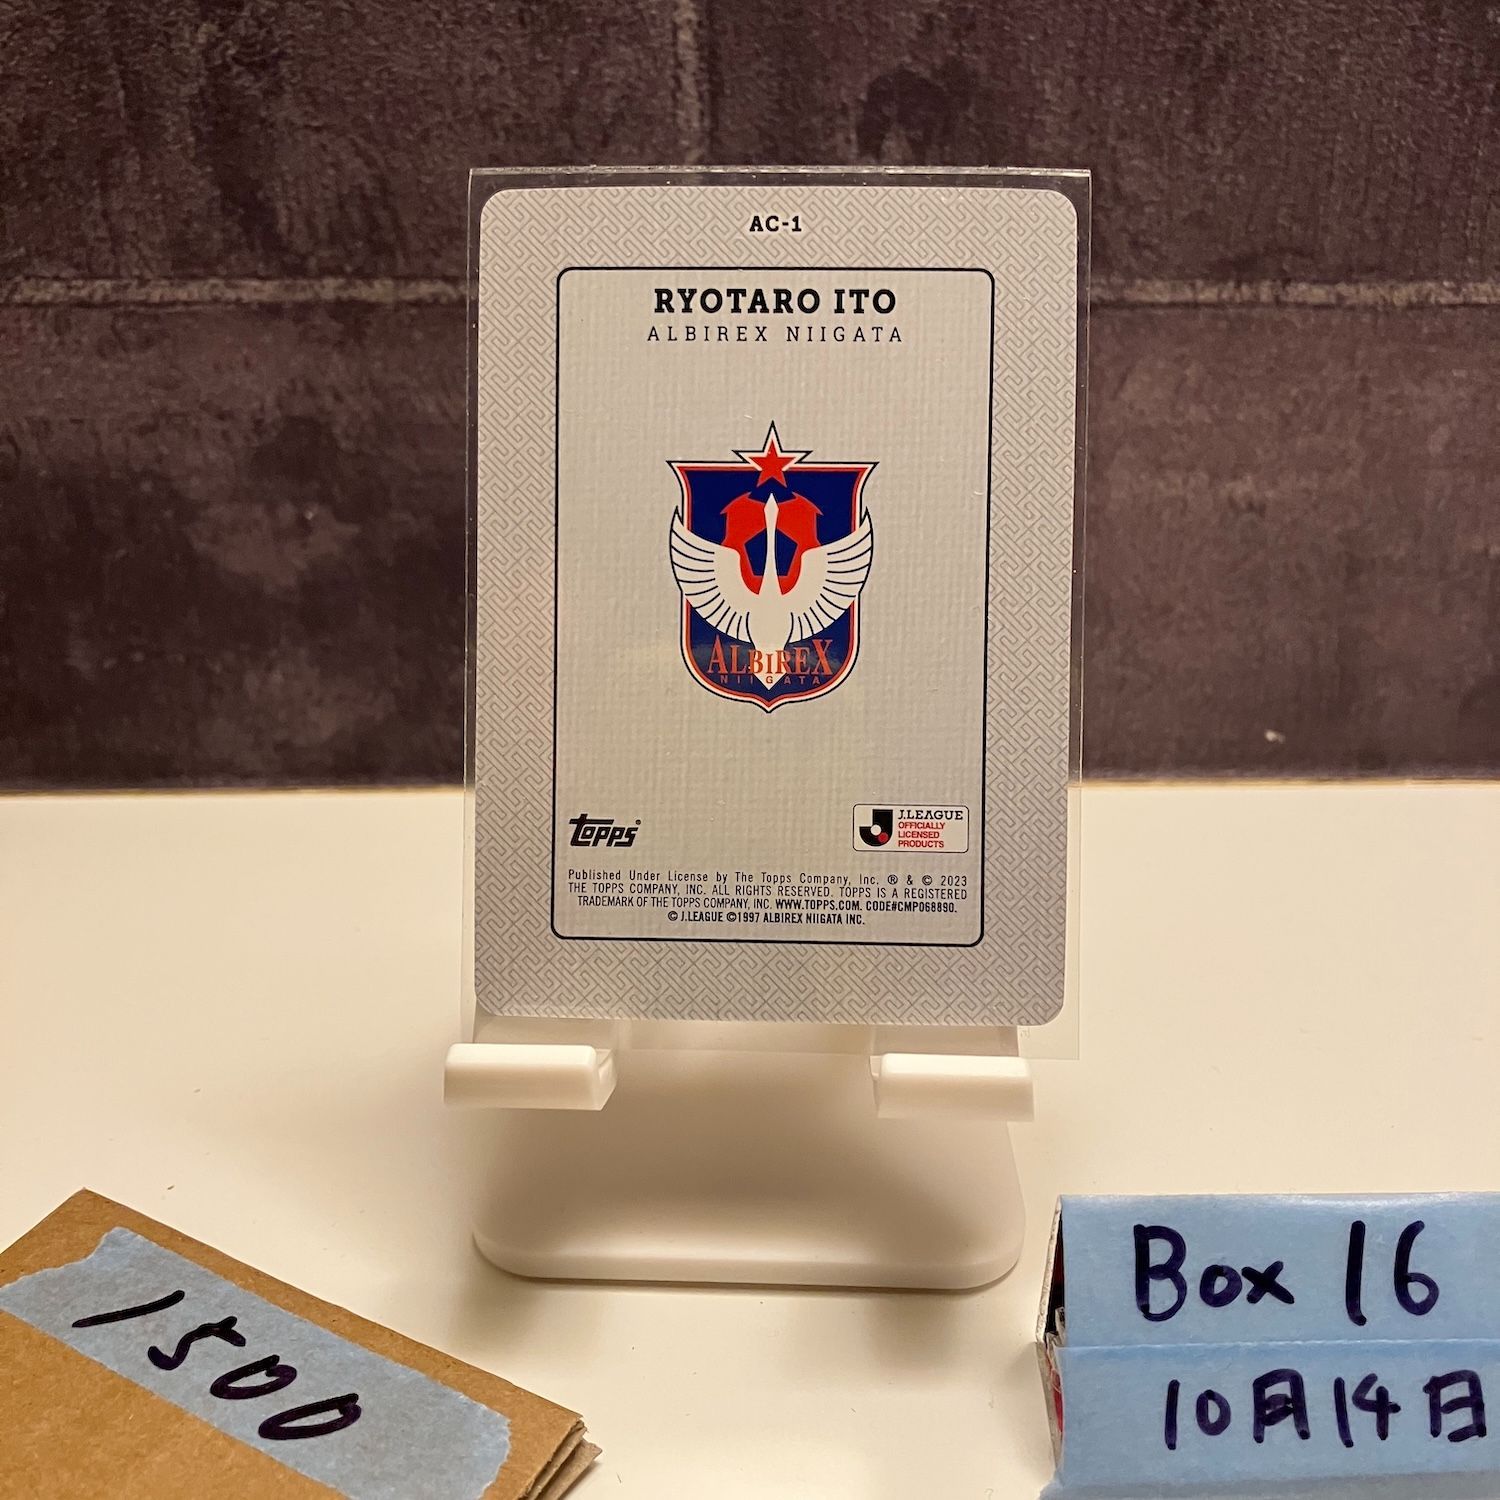 AC-1
RYOTARO ITO
ALBIREX NIIGATA
ALBIREX
NIIGATA
topps®
J.LEAGUE
OFFICIALLY
LICENSED
PRODUCTS
Published Under License by The Topps Company, Inc. ® & © 2023
THE TOPPS COMPANY, INC. ALL RIGHTS RESERVED. TOPPS IS A REGISTERED
TRADEMARK OF THE TOPPS COMPANY, INC. WWW.TOPPS.COM. CODE#CMP068890.
© J.LEAGUE ©1997 ALBIREX NIIGATA INC.
1500
Box 16
10月14日